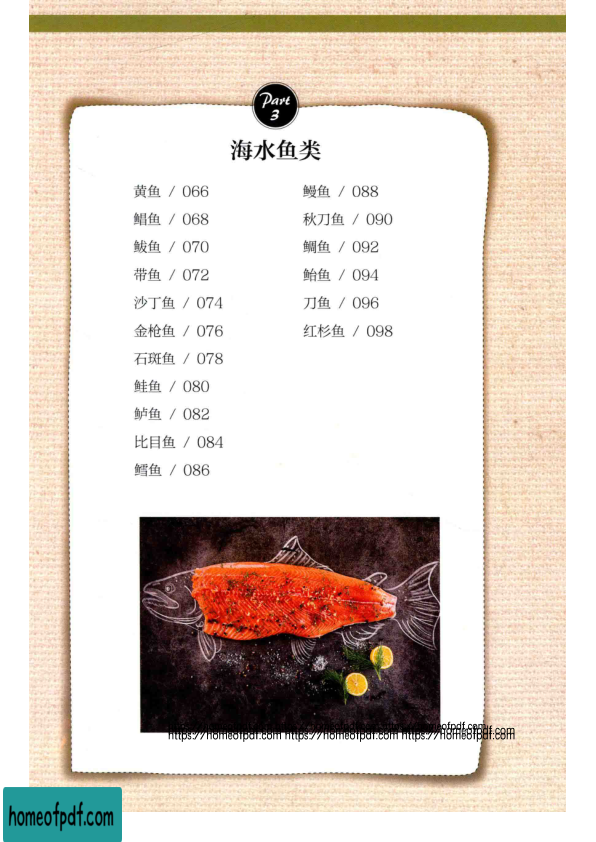 Part
3
海水鱼类
黄鱼 / 066
鲳鱼 / 068
鲅鱼 / 070
带鱼 / 072
沙丁鱼 / 074
金枪鱼 / 076
石斑鱼 / 078
鲑鱼 / 080
鲈鱼 / 082
比目鱼 / 084
鳕鱼 / 086
鳗鱼 / 088
秋刀鱼 / 090
鲷鱼 / 092
鲐鱼 / 094
刀鱼 / 096
红杉鱼 / 098
https://homeofpdf.com https://homeofpdf.com https://homeofpdf.com
homeofpdf.com